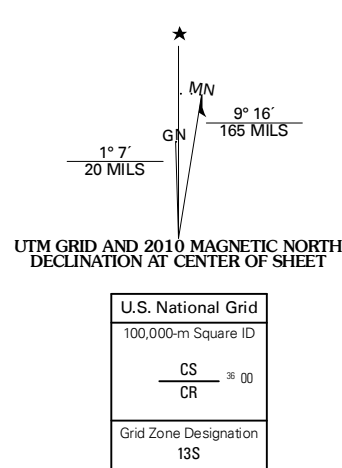 ★
MN
GN
9° 16´
165 MILS
1° 7´
20 MILS
UTM GRID AND 2010 MAGNETIC NORTH
DECLINATION AT CENTER OF SHEET
U.S. National Grid
100,000-m Square ID
CS
CR
36 00
Grid Zone Designation
13S